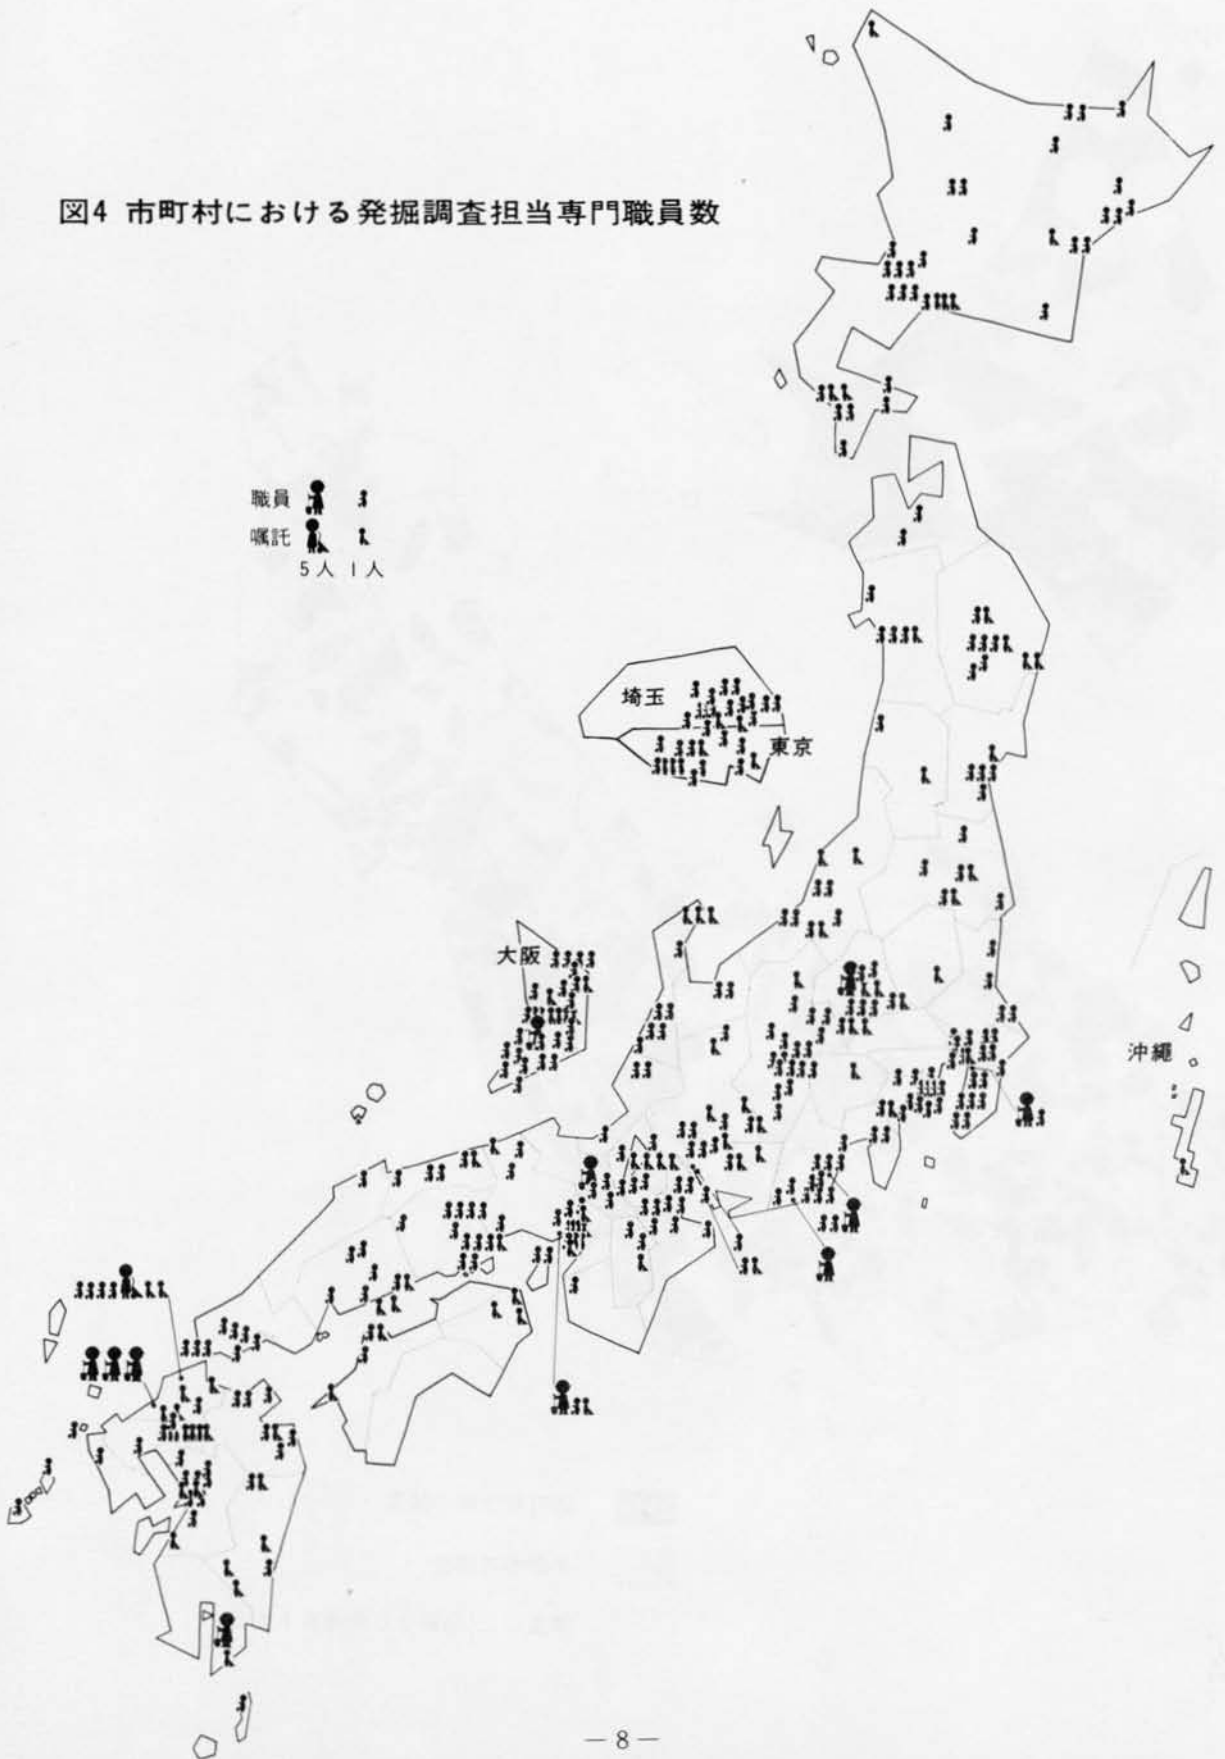 図4 市町村における発掘調査担当専門職員数
職員
嘱託
5人 1人
埼玉
東京
大阪
沖縄
— 8 —